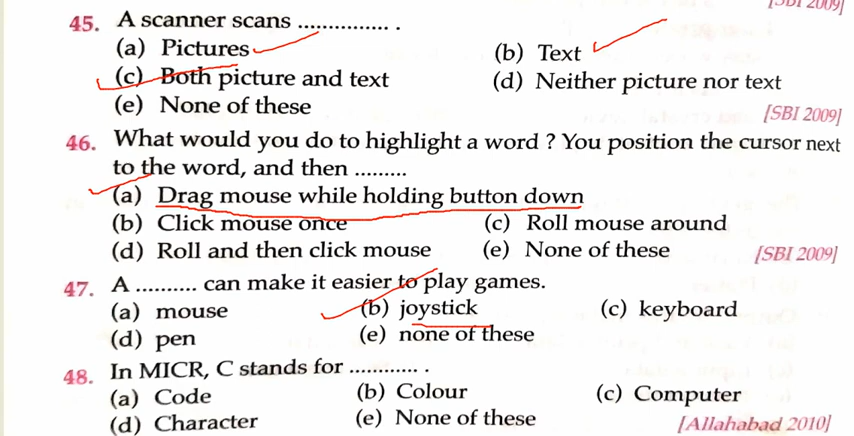 [SBI 2009]
45. A scanner scans ................ .
(a) Pictures (b) Text
(c) Both picture and text (d) Neither picture nor text
(e) None of these [SBI 2009]
46. What would you do to highlight a word ? You position the cursor next
to the word, and then .........
(a) Drag mouse while holding button down
(b) Click mouse once (c) Roll mouse around
(d) Roll and then click mouse (e) None of these [SBI 2009]
47. A .......... can make it easier to play games.
(a) mouse (b) joystick (c) keyboard
(d) pen (e) none of these
48. In MICR, C stands for ............ .
(a) Code (b) Colour (c) Computer
(d) Character (e) None of these [Allahabad 2010]